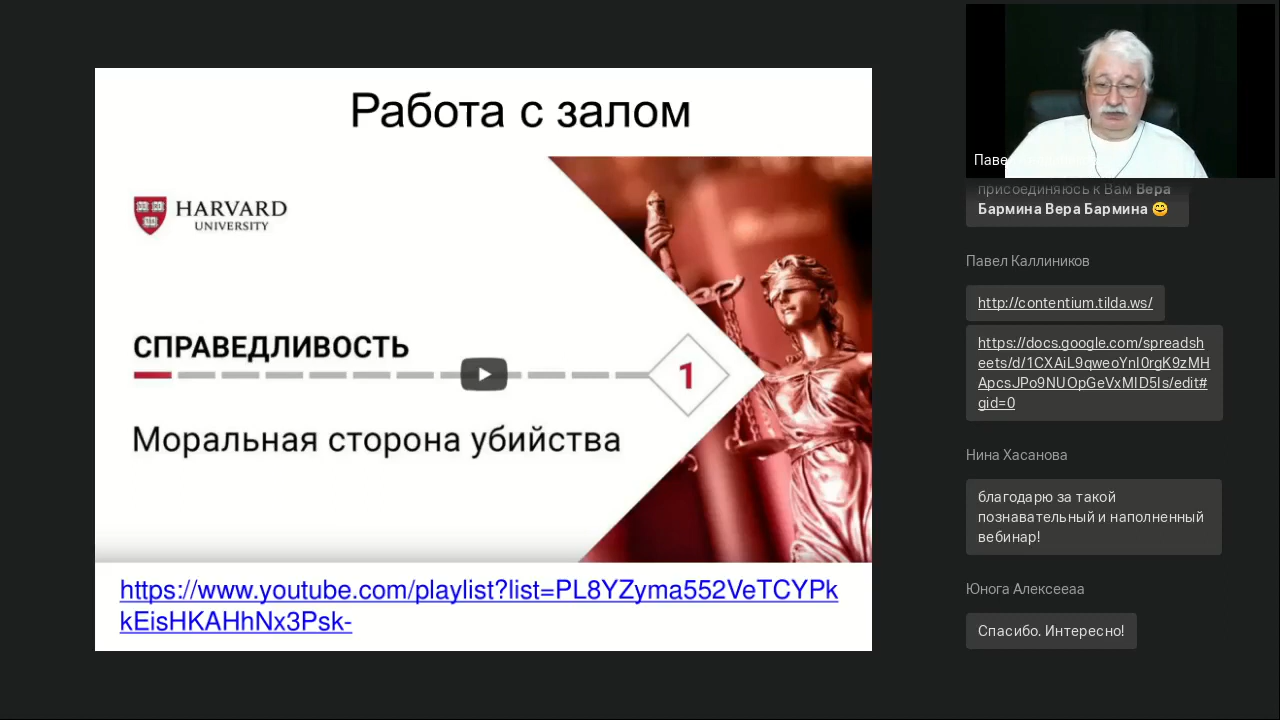 Работа с залом
HARVARD
UNIVERSITY
СПРАВЕДЛИВОСТЬ
1
Моральная сторона убийства
https://www.youtube.com/playlist?list=PL8YZyma552VeTCYPk
kEisHKAHhNx3Psk-
Паве
присоединяюсь к Вам Вера
Бармина Вера Бармина 😊
Павел Каллиников
http://contentium.tilda.ws/
https://docs.google.com/spreadsh
eets/d/1CXAiL9qweoYnI0rgK9zMH
ApcsJPo9NUOpGeVxMID5Is/edit#
gid=0
Нина Хасанова
благодарю за такой
познавательный и наполненный
вебинар!
Юнога Алексееаа
Спасибо. Интересно!